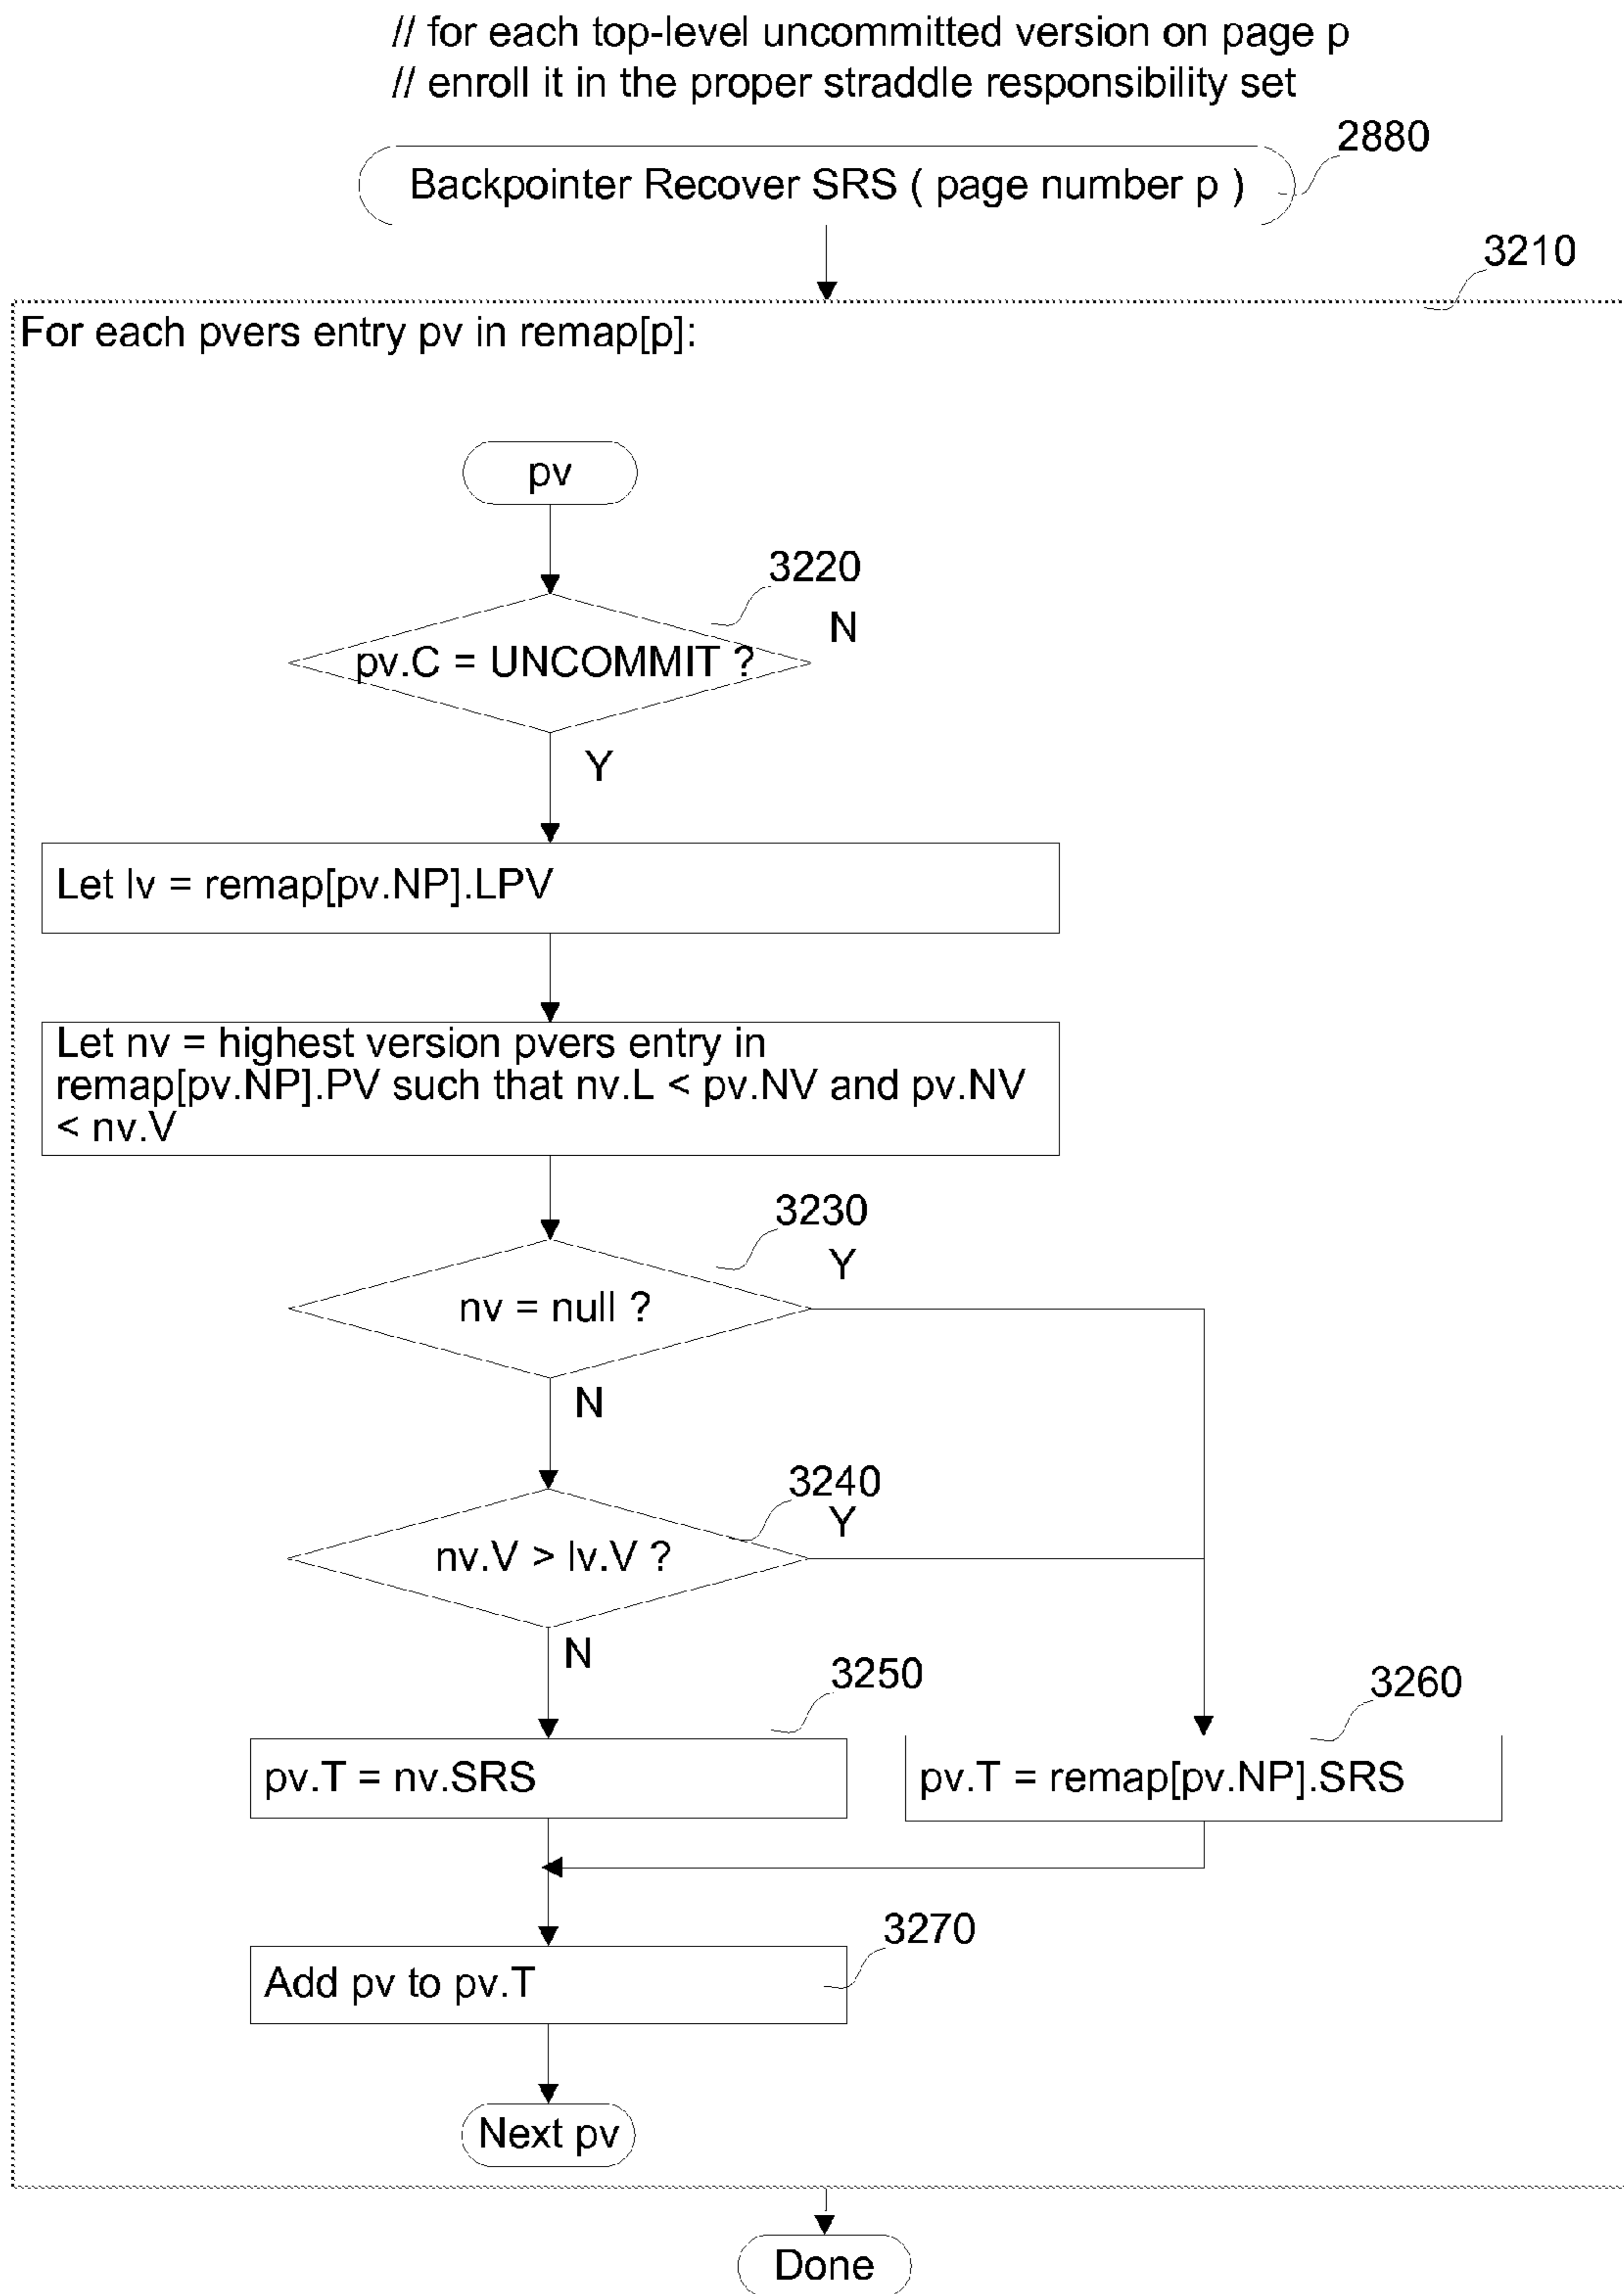 // for each top-level uncommitted version on page p
// enroll it in the proper straddle responsibility set
2880
Backpointer Recover SRS ( page number p )
3210
For each pvers entry pv in remap[p]:
pv
3220
N
pv.C = UNCOMMIT ?
Y
Let lv = remap[pv.NP].LPV
Let nv = highest version pvers entry in
remap[pv.NP].PV such that nv.L < pv.NV and pv.NV
< nv.V
3230
Y
nv = null ?
N
3240
Y
nv.V > lv.V ?
N
3250
3260
pv.T = nv.SRS
pv.T = remap[pv.NP].SRS
3270
Add pv to pv.T
Next pv
Done